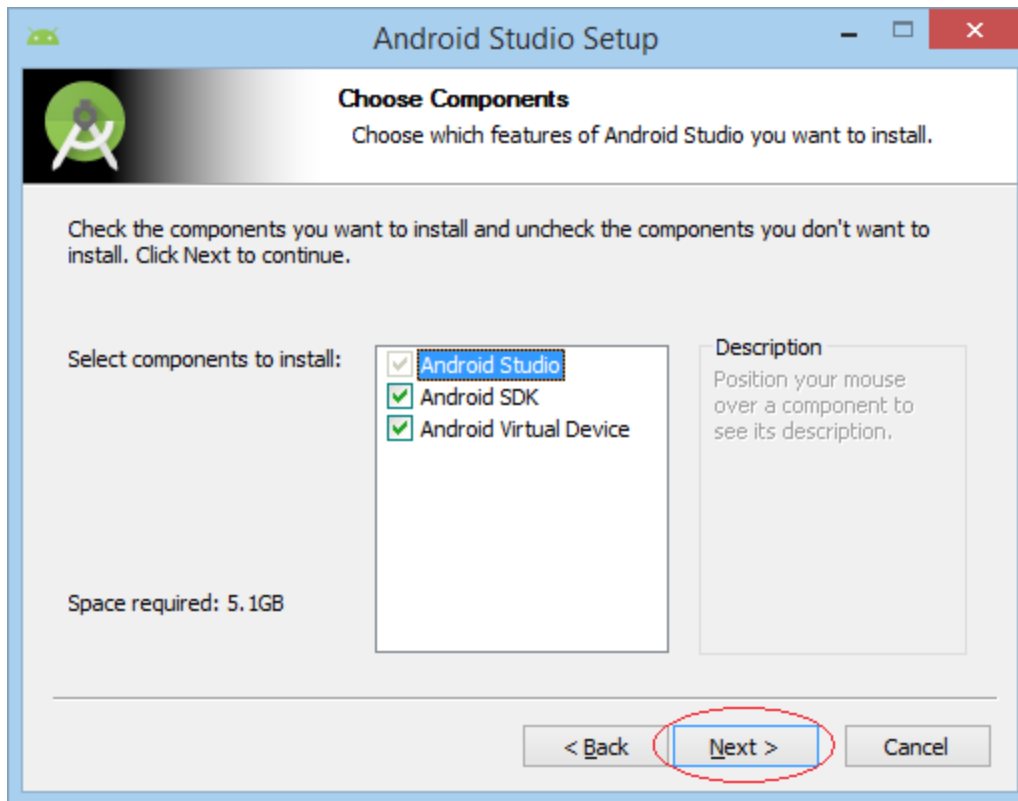 Android Studio Setup
Choose Components
Choose which features of Android Studio you want to install.
Check the components you want to install and uncheck the components you don't want to
install. Click Next to continue.
Select components to install:
Android Studio
Android SDK
Android Virtual Device
Description
Position your mouse
over a component to
see its description.
Space required: 5.1GB
< Back
Next >
Cancel